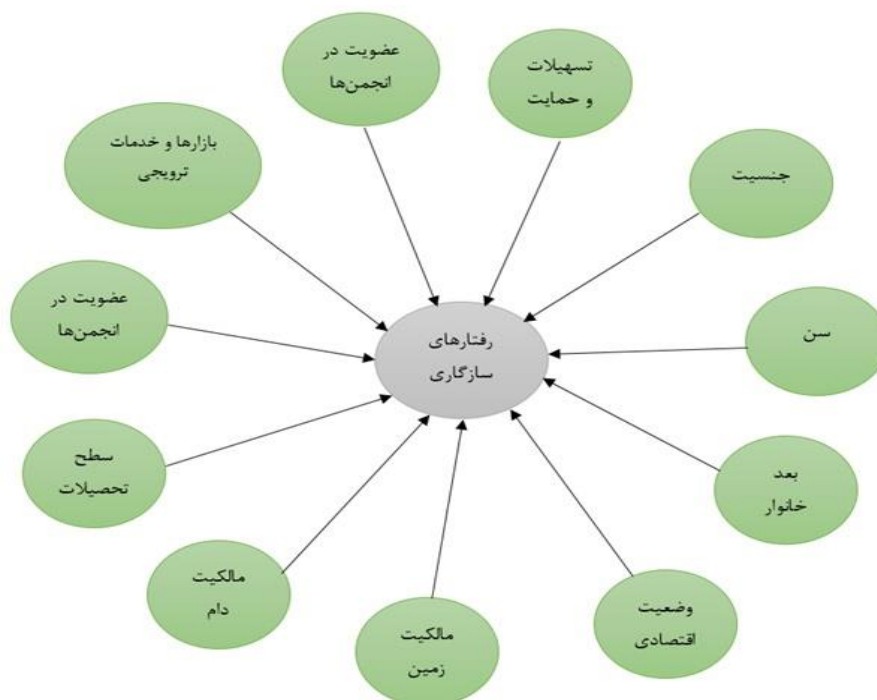 عضویت در
انجمن‌ها
تسهیلات
و حمایت
بازارها و خدمات
ترویجی
جنسیت
عضویت در
انجمن‌ها
رفتارهای
سازگاری
سن
سطح
تحصیلات
بعد
خانوار
مالکیت
دام
مالکیت
زمین
وضعیت
اقتصادی